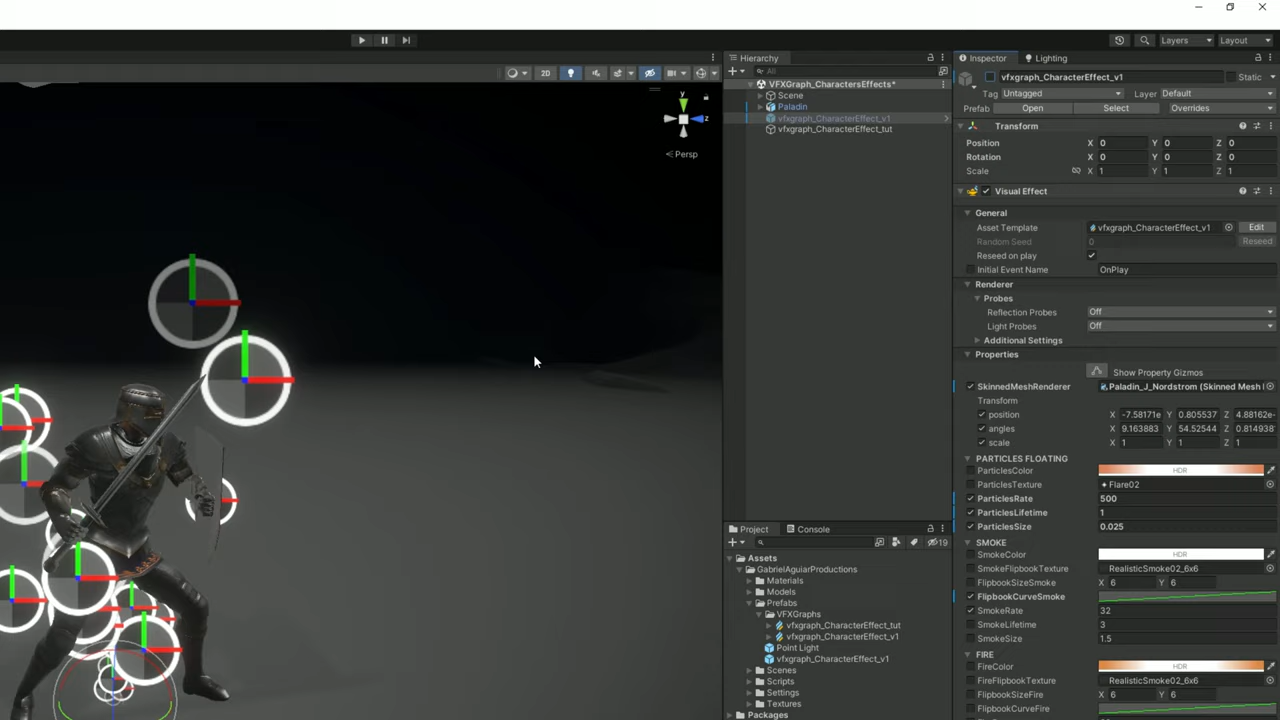 Layers
Layout
2D
y
z
< Persp
Hierarchy
All
VFXGraph_CharactersEffects*
Scene
Paladin
vfxgraph_CharacterEffect_v1
vfxgraph_CharacterEffect_tut
Project
Console
19
Assets
GabrielAguiarProductions
Materials
Models
Prefabs
VFXGraphs
vfxgraph_CharacterEffect_tut
vfxgraph_CharacterEffect_v1
Point Light
vfxgraph_CharacterEffect_v1
Scenes
Scripts
Settings
Textures
Packages
Inspector
Lighting
vfxgraph_CharacterEffect_v1
Static
Tag Untagged Layer Default
Prefab Open Select Overrides
Transform
Position X 0 Y 0 Z 0
Rotation X 0 Y 0 Z 0
Scale X 1 Y 1 Z 1
Visual Effect
General
Asset Template vfxgraph_CharacterEffect_v1 Edit
Random Seed 0 Reseed
Reseed on play
Initial Event Name OnPlay
Renderer
Probes
Reflection Probes Off
Light Probes Off
Additional Settings
Properties
Show Property Gizmos
SkinnedMeshRenderer Paladin_J_Nordstrom (Skinned Mesh
Transform
position X -7.58171e Y 0.805537 Z 4.88162e-
angles X 9.163883 Y 54.52544 Z 0.814938
scale X 1 Y 1 Z 1
PARTICLES FLOATING
ParticlesColor HDR
ParticlesTexture Flare02
ParticlesRate 500
ParticlesLifetime 1
ParticlesSize 0.025
SMOKE
SmokeColor HDR
SmokeFlipbookTexture RealisticSmoke02_6x6
FlipbookSizeSmoke X 6 Y 6
FlipbookCurveSmoke
SmokeRate 32
SmokeLifetime 3
SmokeSize 1.5
FIRE
FireColor HDR
FireFlipbookTexture RealisticSmoke02_6x6
FlipbookSizeFire X 6 Y 6
FlipbookCurveFire